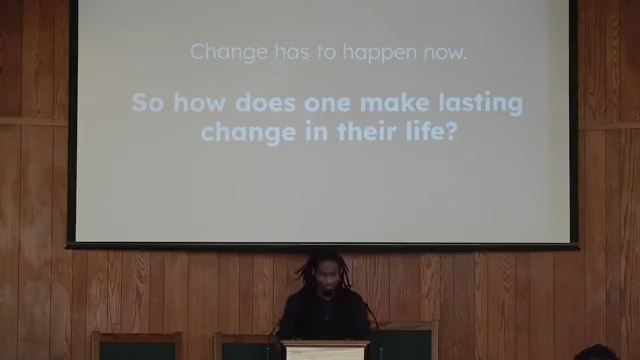 Change has to happen now.
So how does one make lasting
change in their life?